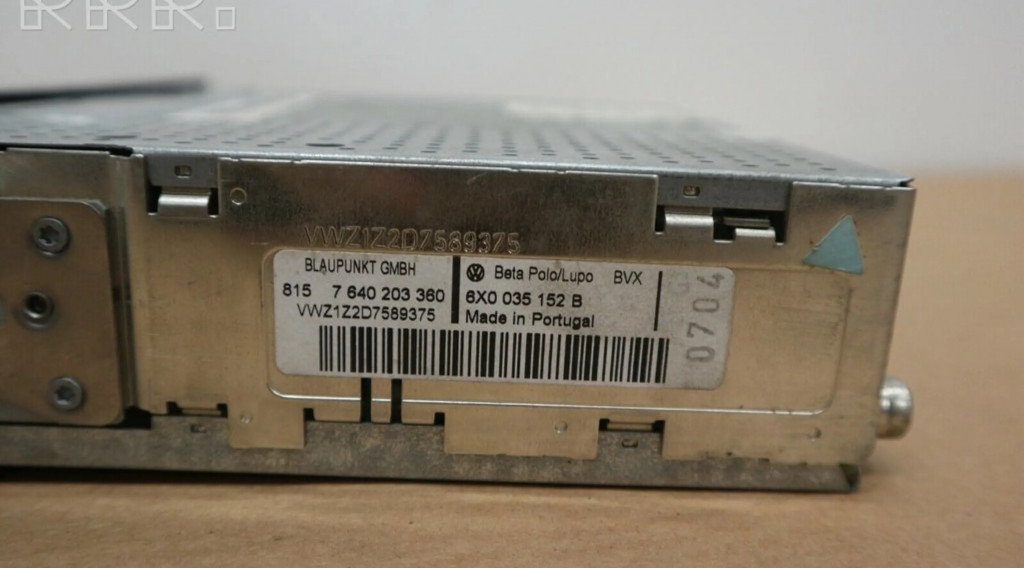 RRR.
VWZ1Z2D7589375
BLAUPUNKT GMBH
815 7 640 203 360
VWZ1Z2D7589375
Beta Polo/Lupo BVX
6X0 035 152 B
Made in Portugal
0704